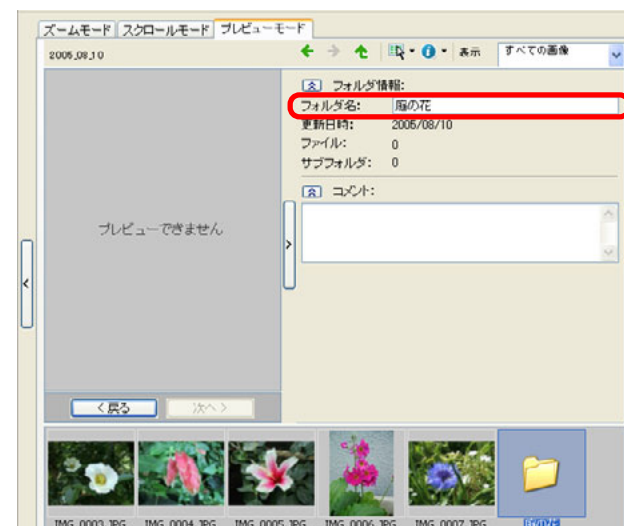 ズームモード スクロールモード プレビューモード
2005_08_10 表示 すべての画像
フォルダ情報:
フォルダ名: 庭の花
更新日時: 2005/08/10
ファイル: 0
サブフォルダ: 0
コメント:
プレビューできません
<戻る 次へ>
IMG_0003.JPG IMG_0004.JPG IMG_0005.JPG IMG_0006.JPG IMG_0007.JPG 庭の花